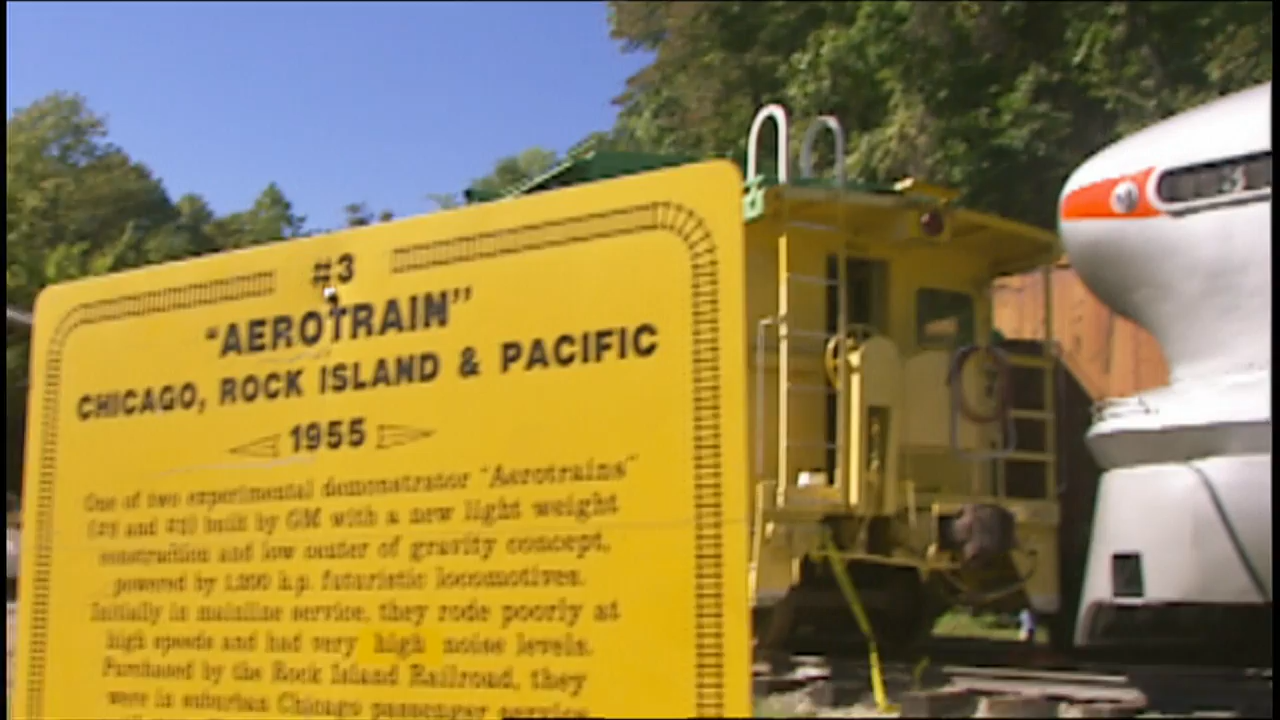 #3
"AEROTRAIN"
CHICAGO, ROCK ISLAND & PACIFIC
1955
One of two experimental demonstrator "Aerotrains"
and built by GM with a new light weight
construction and low center of gravity concept,
powered by 1,200 h.p. futuristic locomotives.
Initially in mainline service, they rode poorly at
high speeds and had very high noise levels.
Purchased by the Rock Island Railroad, they
were in suburban Chicago passenger service
3